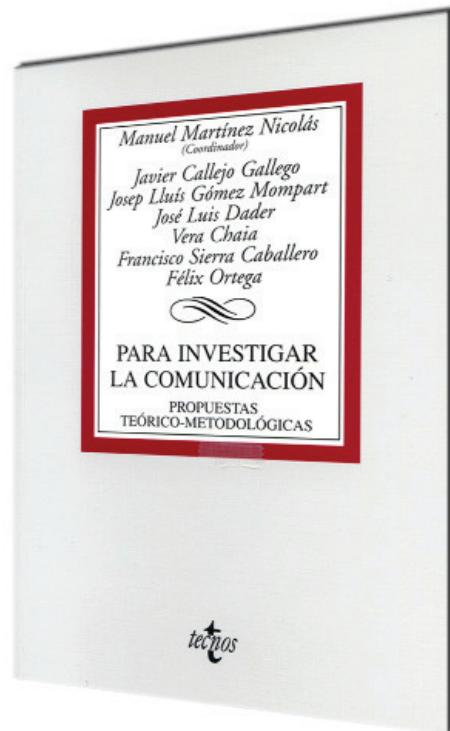 Manuel Martínez Nicolás
(Coordinador)
Javier Callejo Gallego
Josep Lluís Gómez Mompart
José Luis Dader
Vera Chaia
Francisco Sierra Caballero
Félix Ortega
PARA INVESTIGAR
LA COMUNICACIÓN
PROPUESTAS
TEÓRICO-METODOLÓGICAS
tecnos